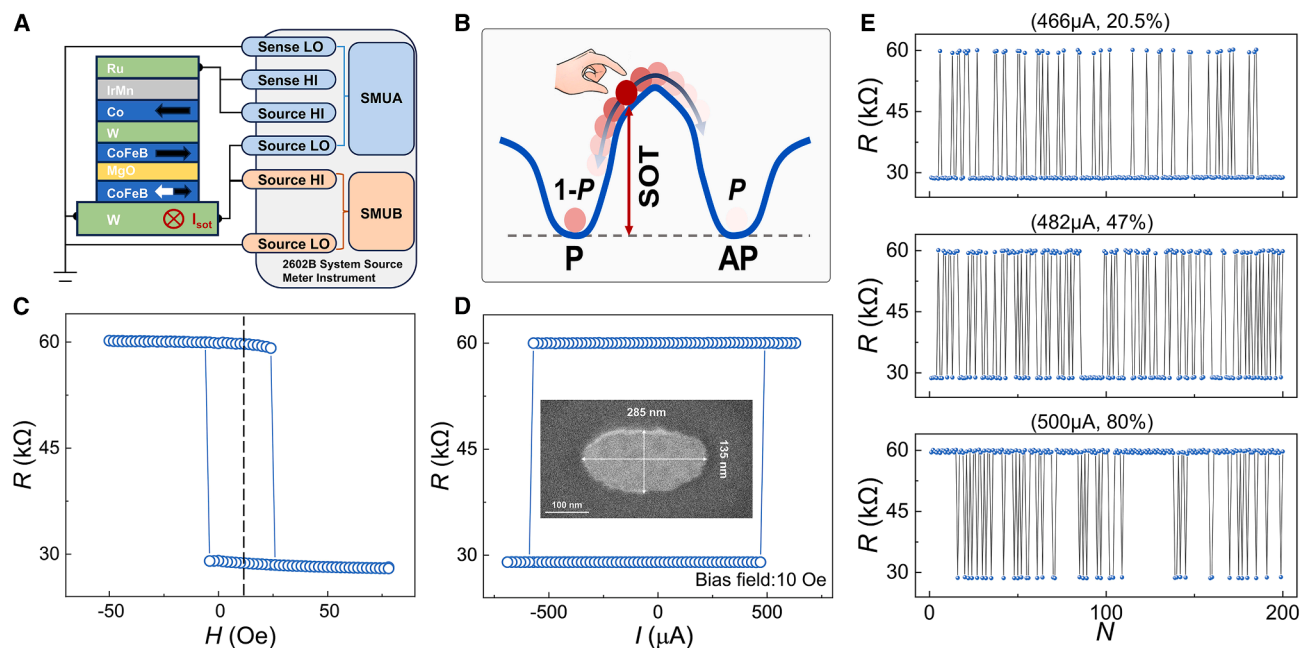 A
Ru
IrMn
Co
W
CoFeB
MgO
CoFeB
W
Isot
Sense LO
Sense HI
Source HI
Source LO
Source HI
Source LO
SMUA
SMUB
2602B System Source
Meter Instrument
B
1-P
P
SOT
P
AP
C
R (kΩ)
60
45
30
-50
0
50
H (Oe)
D
R (kΩ)
60
45
30
285 nm
135 nm
100 nm
Bias field:10 Oe
-500
0
500
I (μA)
E
(466μA, 20.5%)
R (kΩ)
60
45
30
(482μA, 47%)
R (kΩ)
60
45
30
(500μA, 80%)
R (kΩ)
60
45
30
0
100
200
N